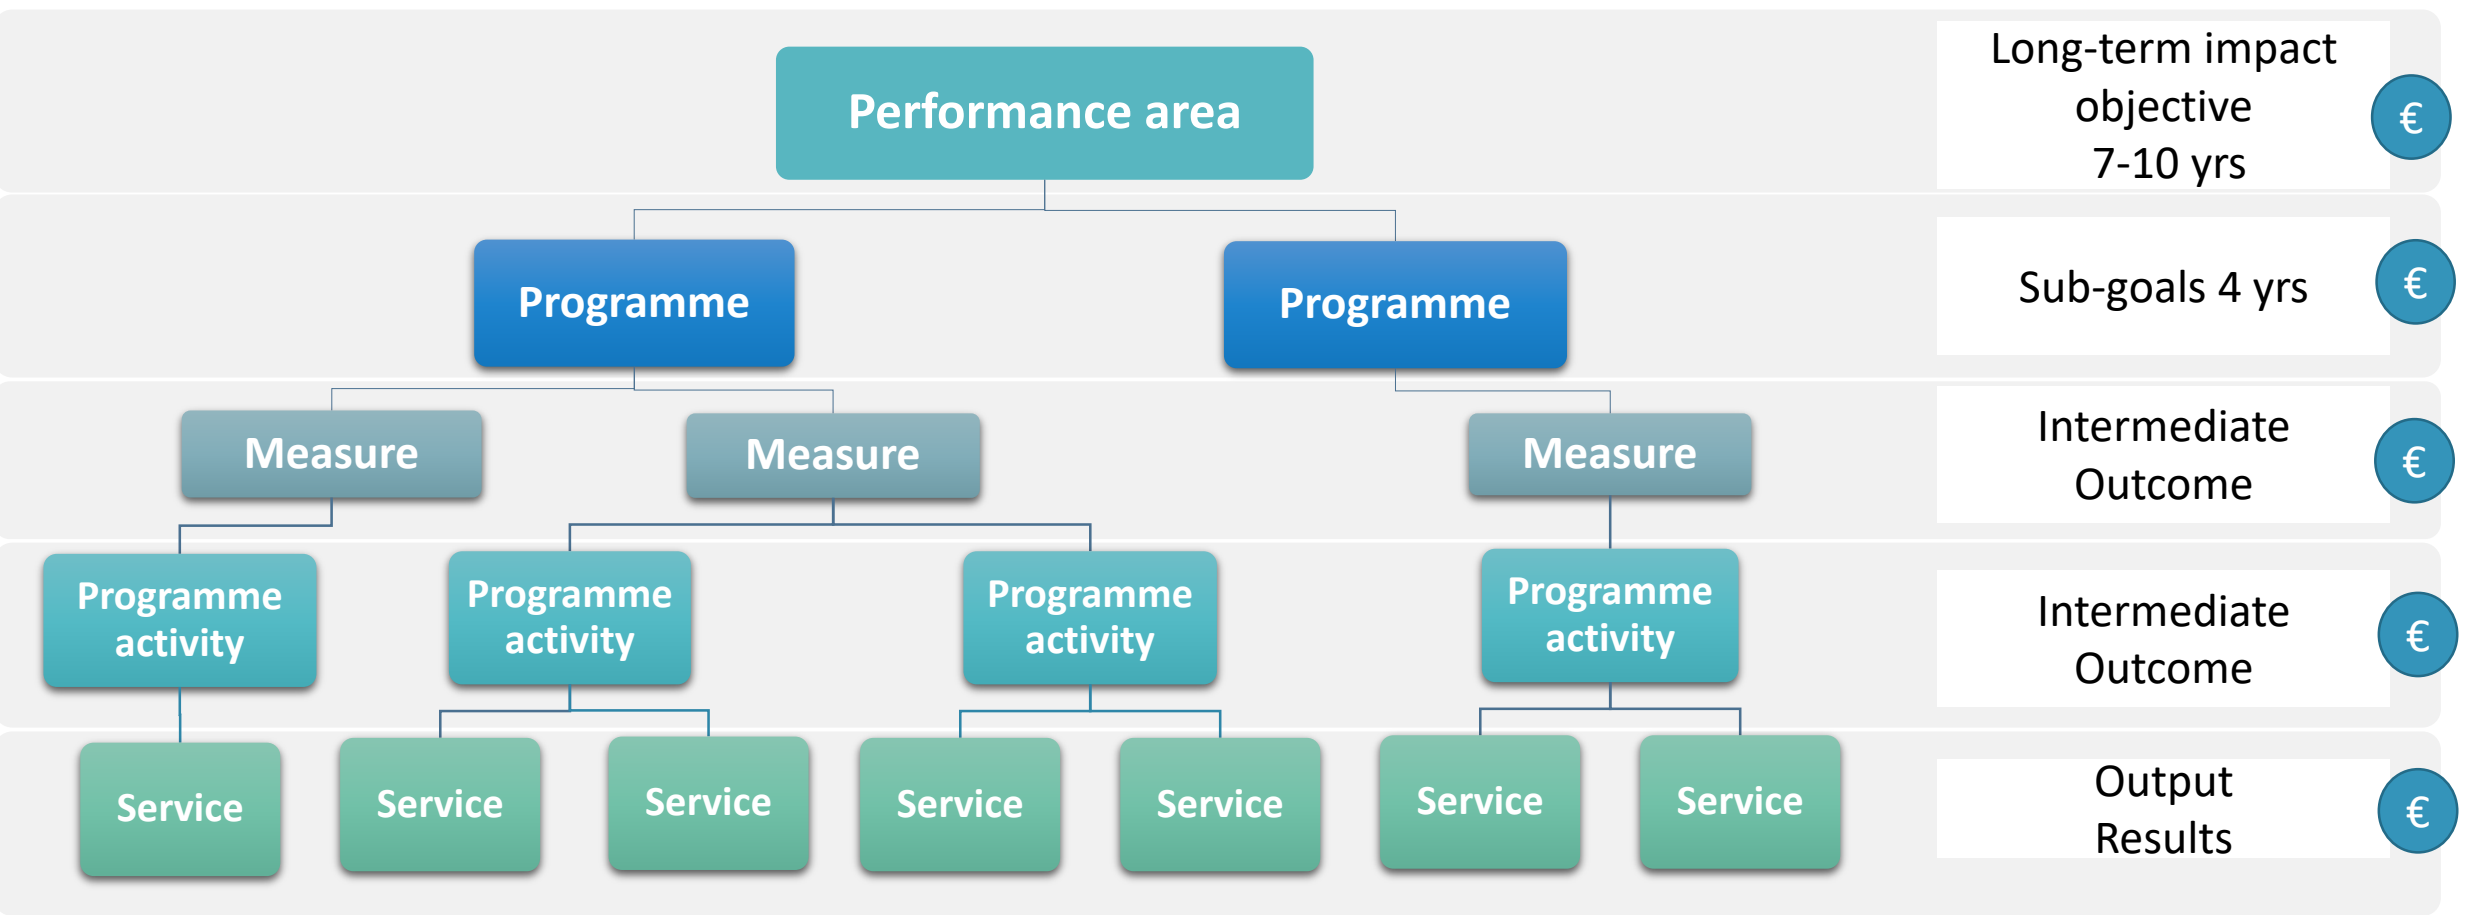 Performance area
Long-term impact
objective
7-10 yrs
€
Programme
Programme
Sub-goals 4 yrs
€
Measure
Measure
Measure
Intermediate
Outcome
€
Programme
activity
Programme
activity
Programme
activity
Programme
activity
Intermediate
Outcome
€
Service
Service
Service
Service
Service
Service
Service
Output
Results
€